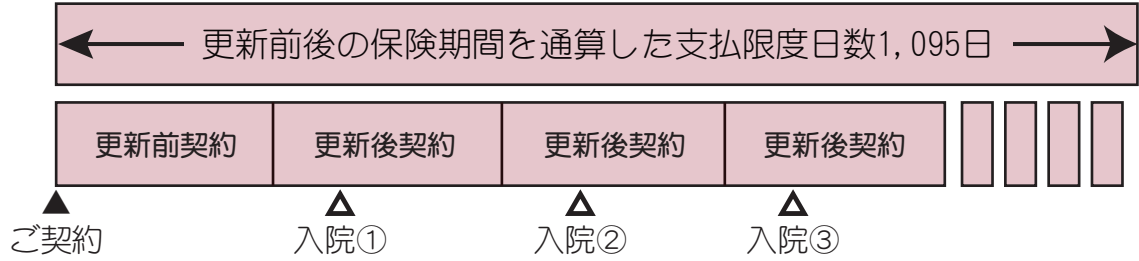 更新前後の保険期間を通算した支払限度日数1,095日
更新前契約 更新後契約 更新後契約 更新後契約
ご契約 入院① 入院② 入院③